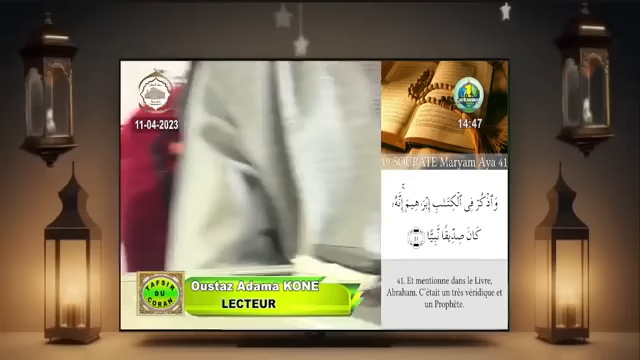 11-04-2023
14:47
19 SOURATE Maryam Aya 41
وَٱذْكُرْ فِى ٱلْكِتَـٰبِ إِبْرَٰهِيمَ ۚ إِنَّهُۥ
كَانَ صِدِّيقًا نَّبِيًّا ٤١
41. Et mentionne dans le Livre,
Abraham. C'était un très véridique et
un Prophète.
TAFSIR
DU
CORAN
Oustaz Adama KONE
LECTEUR